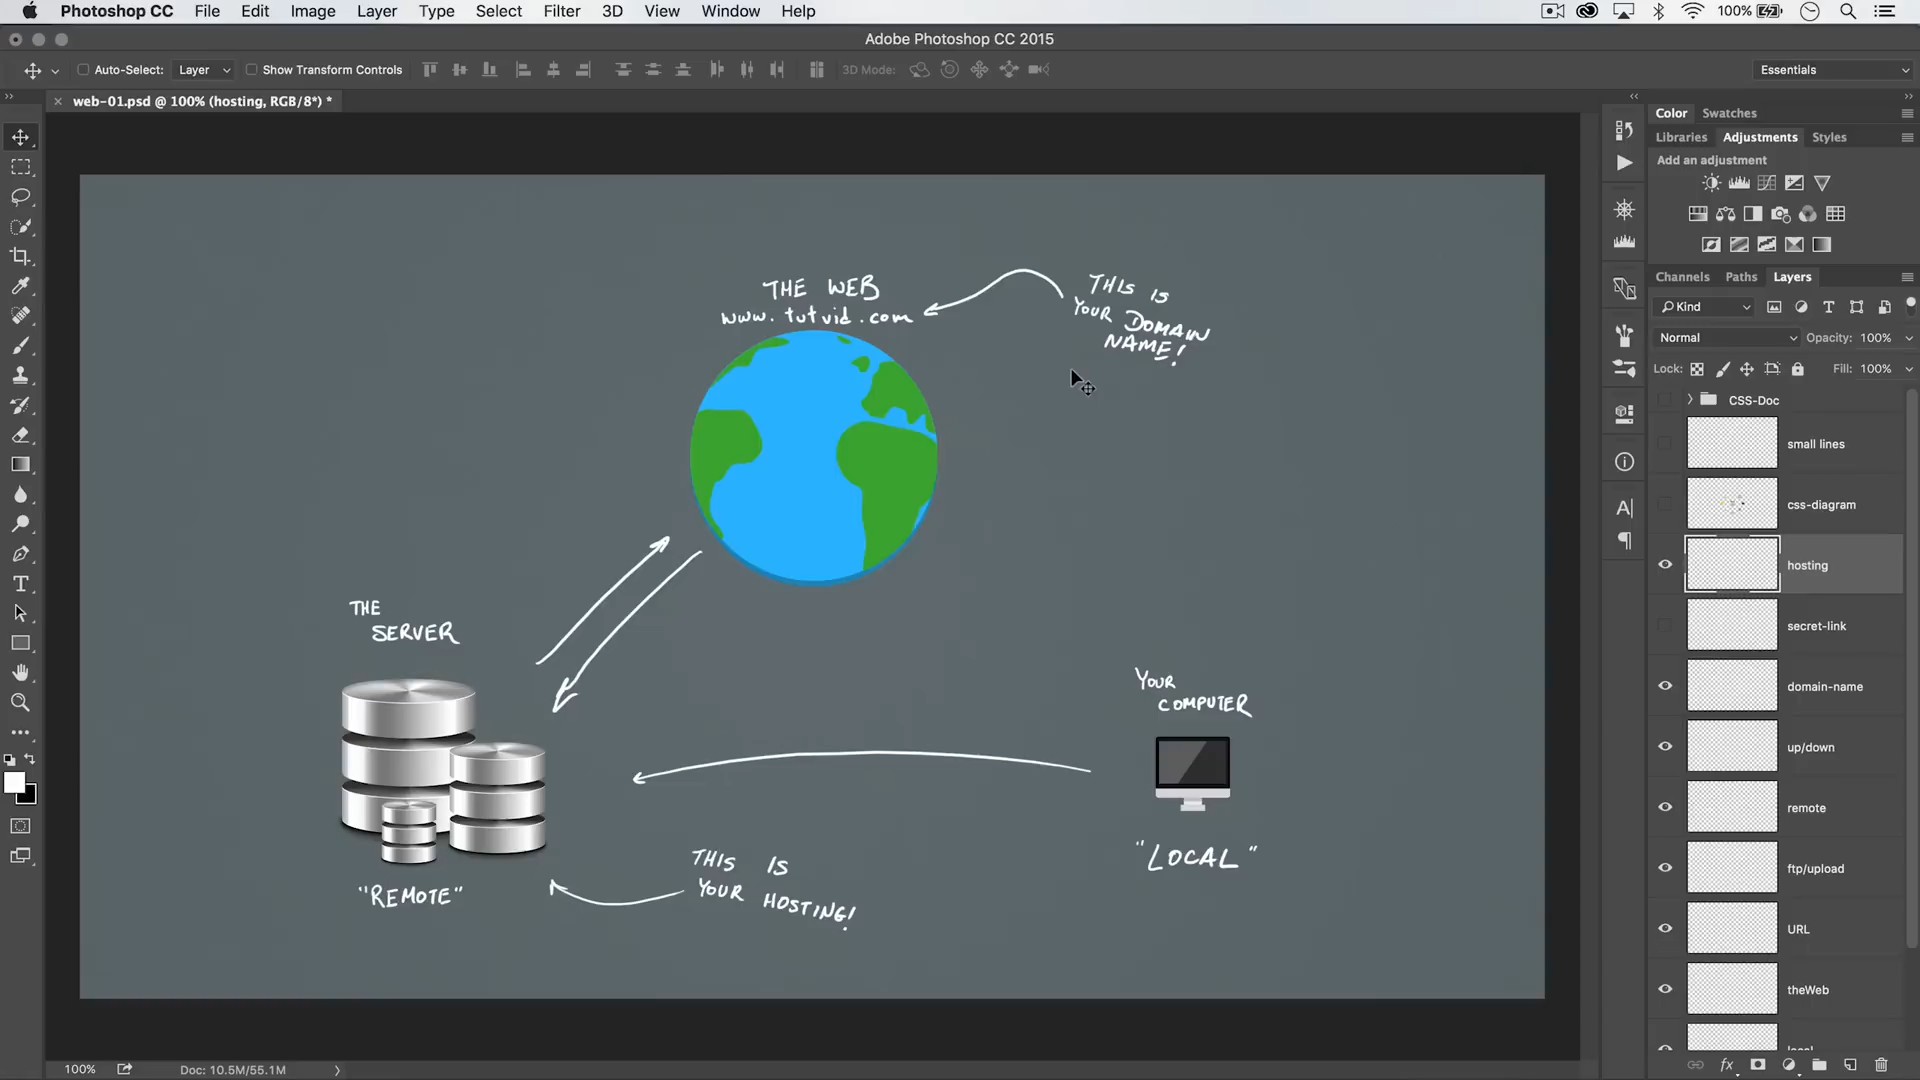 Photoshop CC File Edit Image Layer Type Select Filter 3D View Window Help 100%
Adobe Photoshop CC 2015
Auto-Select: Layer Show Transform Controls 3D Mode: Essentials
web-01.psd @ 100% (hosting, RGB/8*) *
Color Swatches
Libraries Adjustments Styles
Add an adjustment
Channels Paths Layers
Kind
Normal Opacity: 100%
Lock: Fill: 100%
CSS-Doc
small lines
css-diagram
hosting
secret-link
domain-name
up/down
remote
ftp/upload
URL
theWeb
THE WEB
www.tutvid.com
THIS IS
YOUR DOMAIN
NAME!
THE
SERVER
"REMOTE"
YOUR
COMPUTER
"LOCAL"
THIS IS
YOUR HOSTING!
100% Doc: 10.5M/55.1M